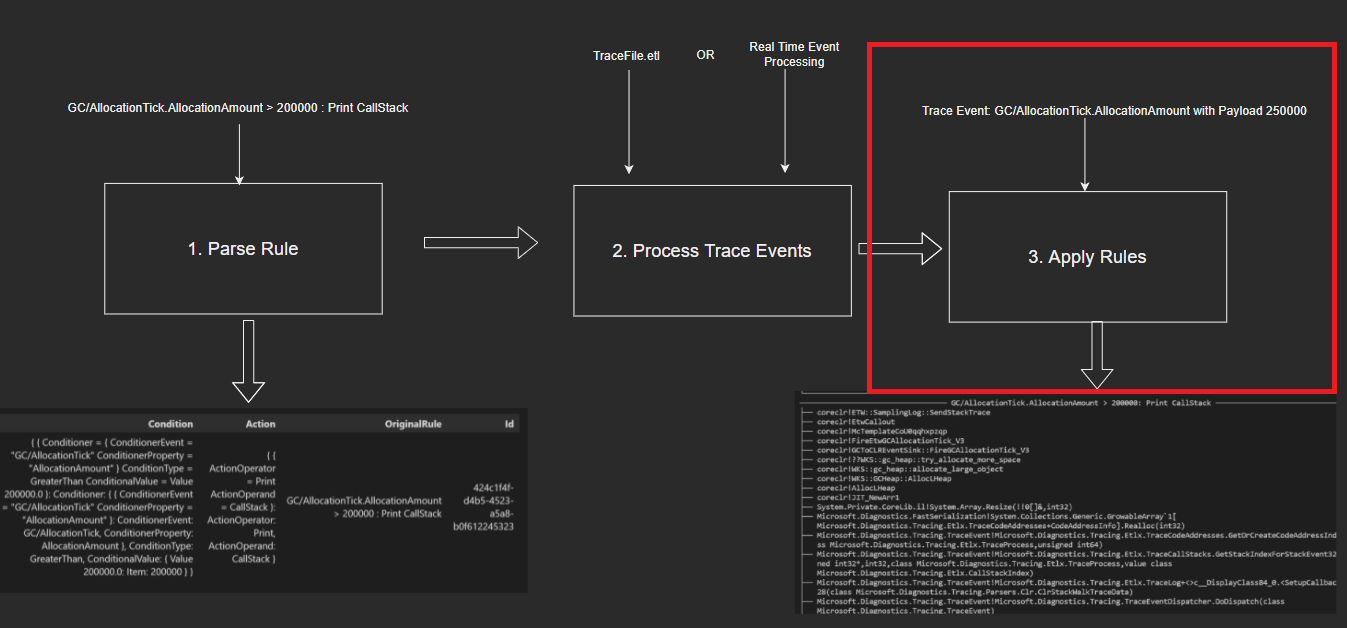 TraceFile.etl
OR
Real Time Event
Processing
GC/AllocationTick.AllocationAmount > 200000 : Print CallStack
Trace Event: GC/AllocationTick.AllocationAmount with Payload 250000
1. Parse Rule
2. Process Trace Events
3. Apply Rules
Condition Action OriginalRule Id
{ { Conditioner = { ConditionerEvent =
"GC/AllocationTick" ConditionerProperty =
"AllocationAmount" } ConditionType =
GreaterThan ConditionalValue = Value
200000.0 }: Conditioner: { { ConditionerEvent
= "GC/AllocationTick" ConditionerProperty =
"AllocationAmount" }: ConditionerEvent:
GC/AllocationTick, ConditionerProperty:
AllocationAmount }, ConditionType:
GreaterThan, ConditionalValue: { Value
200000.0: Item: 200000 } }
{ {
ActionOperator
= Print
ActionOperand
= CallStack }:
ActionOperator:
Print,
ActionOperand:
CallStack }
GC/AllocationTick.AllocationAmount
> 200000 : Print CallStack
424c1f4f-
d4b5-4523-
a5a8-
b0f612245323
GC/AllocationTick.AllocationAmount > 200000: Print CallStack
coreclr!ETW::SamplingLog::SendStackTrace
coreclr!EtwCallout
coreclr!McTemplateCoU0qqhxpzqp
coreclr!FireEtwGCAllocationTick_V3
coreclr!GCToCLREventSink::FireGCAllocationTick_V3
coreclr!??WKS::gc_heap::try_allocate_more_space
coreclr!WKS::gc_heap::allocate_large_object
coreclr!WKS::GCHeap::AllocLHeap
coreclr!AllocLHeap
coreclr!JIT_NewArr1
System.Private.CoreLib.il!System.Array.Resize(!!0[]&,int32)
Microsoft.Diagnostics.FastSerialization!System.Collections.Generic.GrowableArray`1[
Microsoft.Diagnostics.Tracing.Etlx.TraceCodeAddresses+CodeAddressInfo].Realloc(int32)
Microsoft.Diagnostics.Tracing.TraceEvent!Microsoft.Diagnostics.Tracing.Etlx.TraceCodeAddresses.GetOrCreateCodeAddressInd
ss Microsoft.Diagnostics.Tracing.Etlx.TraceProcess,unsigned int64)
Microsoft.Diagnostics.Tracing.TraceEvent!Microsoft.Diagnostics.Tracing.Etlx.TraceCallStacks.GetStackIndexForStackEvent32
ned int32*,int32,class Microsoft.Diagnostics.Tracing.Etlx.TraceProcess,value class
Microsoft.Diagnostics.Tracing.Etlx.CallStackIndex)
Microsoft.Diagnostics.Tracing.TraceEvent!Microsoft.Diagnostics.Tracing.Etlx.TraceLog+<>c__DisplayClass84_0.<SetupCallbac
28(class Microsoft.Diagnostics.Tracing.Parsers.Clr.ClrStackWalkTraceData)
Microsoft.Diagnostics.Tracing.TraceEvent!Microsoft.Diagnostics.Tracing.TraceEventDispatcher.DoDispatch(class
Microsoft.Diagnostics.Tracing.TraceEvent)